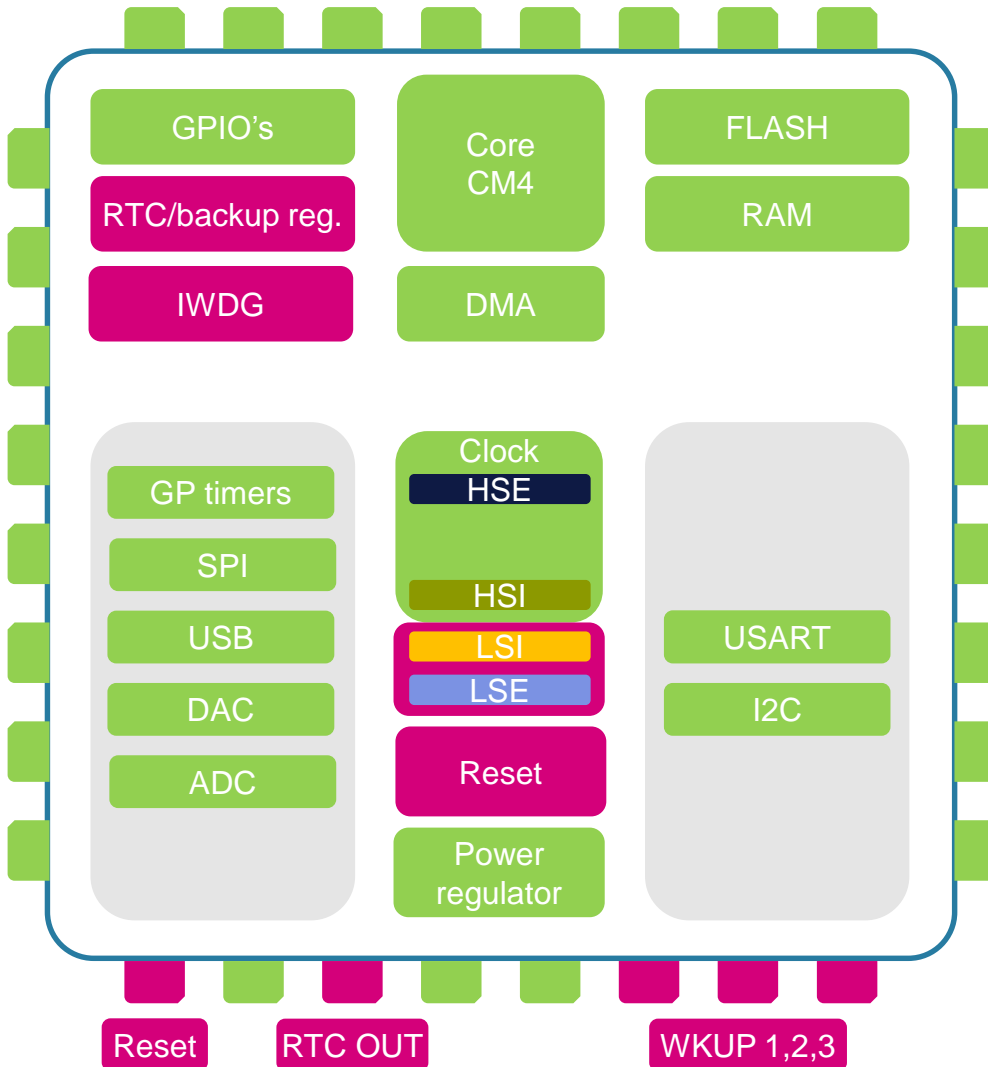 GPIO’s
RTC/backup reg.
IWDG
Core
CM4
DMA
FLASH
RAM
GP timers
SPI
USB
DAC
ADC
Clock
HSE
HSI
LSI
LSE
Reset
Power
regulator
USART
I2C
Reset
RTC OUT
WKUP 1,2,3